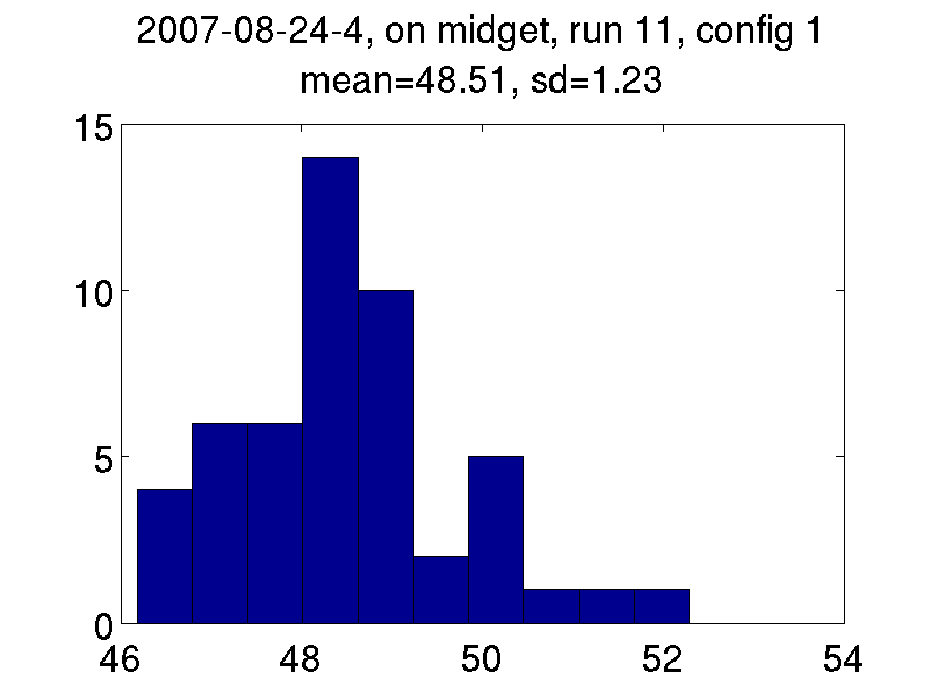 2007-08-24-4, on midget, run 11, config 1
mean=48.51, sd=1.23
15
10
5
0
46 48 50 52 54